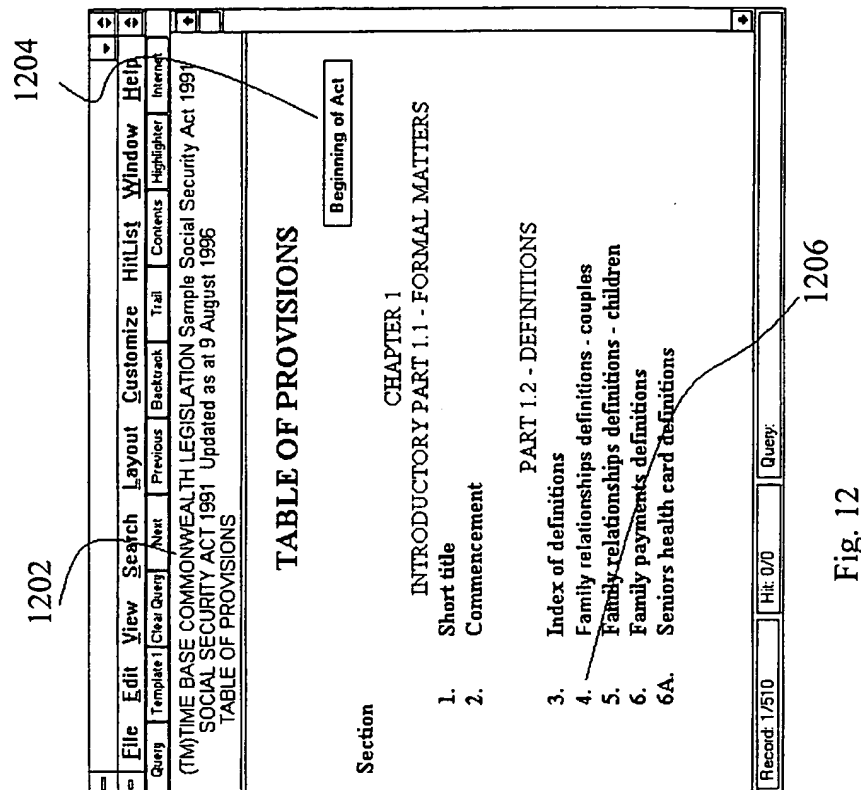 1202
1204
File Edit View Search Layout Customize HitList Window Help
Query Template 1 Clear Query Next Previous Backtrack Trail Contents Highlighter Internet
(TM)TIME BASE COMMONWEALTH LEGISLATION Sample Social Security Act 1991
SOCIAL SECURITY ACT 1991 Updated as at 9 August 1996
TABLE OF PROVISIONS
TABLE OF PROVISIONS
Beginning of Act
CHAPTER 1
INTRODUCTORY PART 1.1 - FORMAL MATTERS
Section
1. Short title
2. Commencement
PART 1.2 - DEFINITIONS
3. Index of definitions
4. Family relationships definitions - couples
5. Family relationships definitions - children
6. Family payments definitions
6A. Seniors health card definitions
Record: 1/510 Hit: 0/0 Query:
1206
Fig. 12